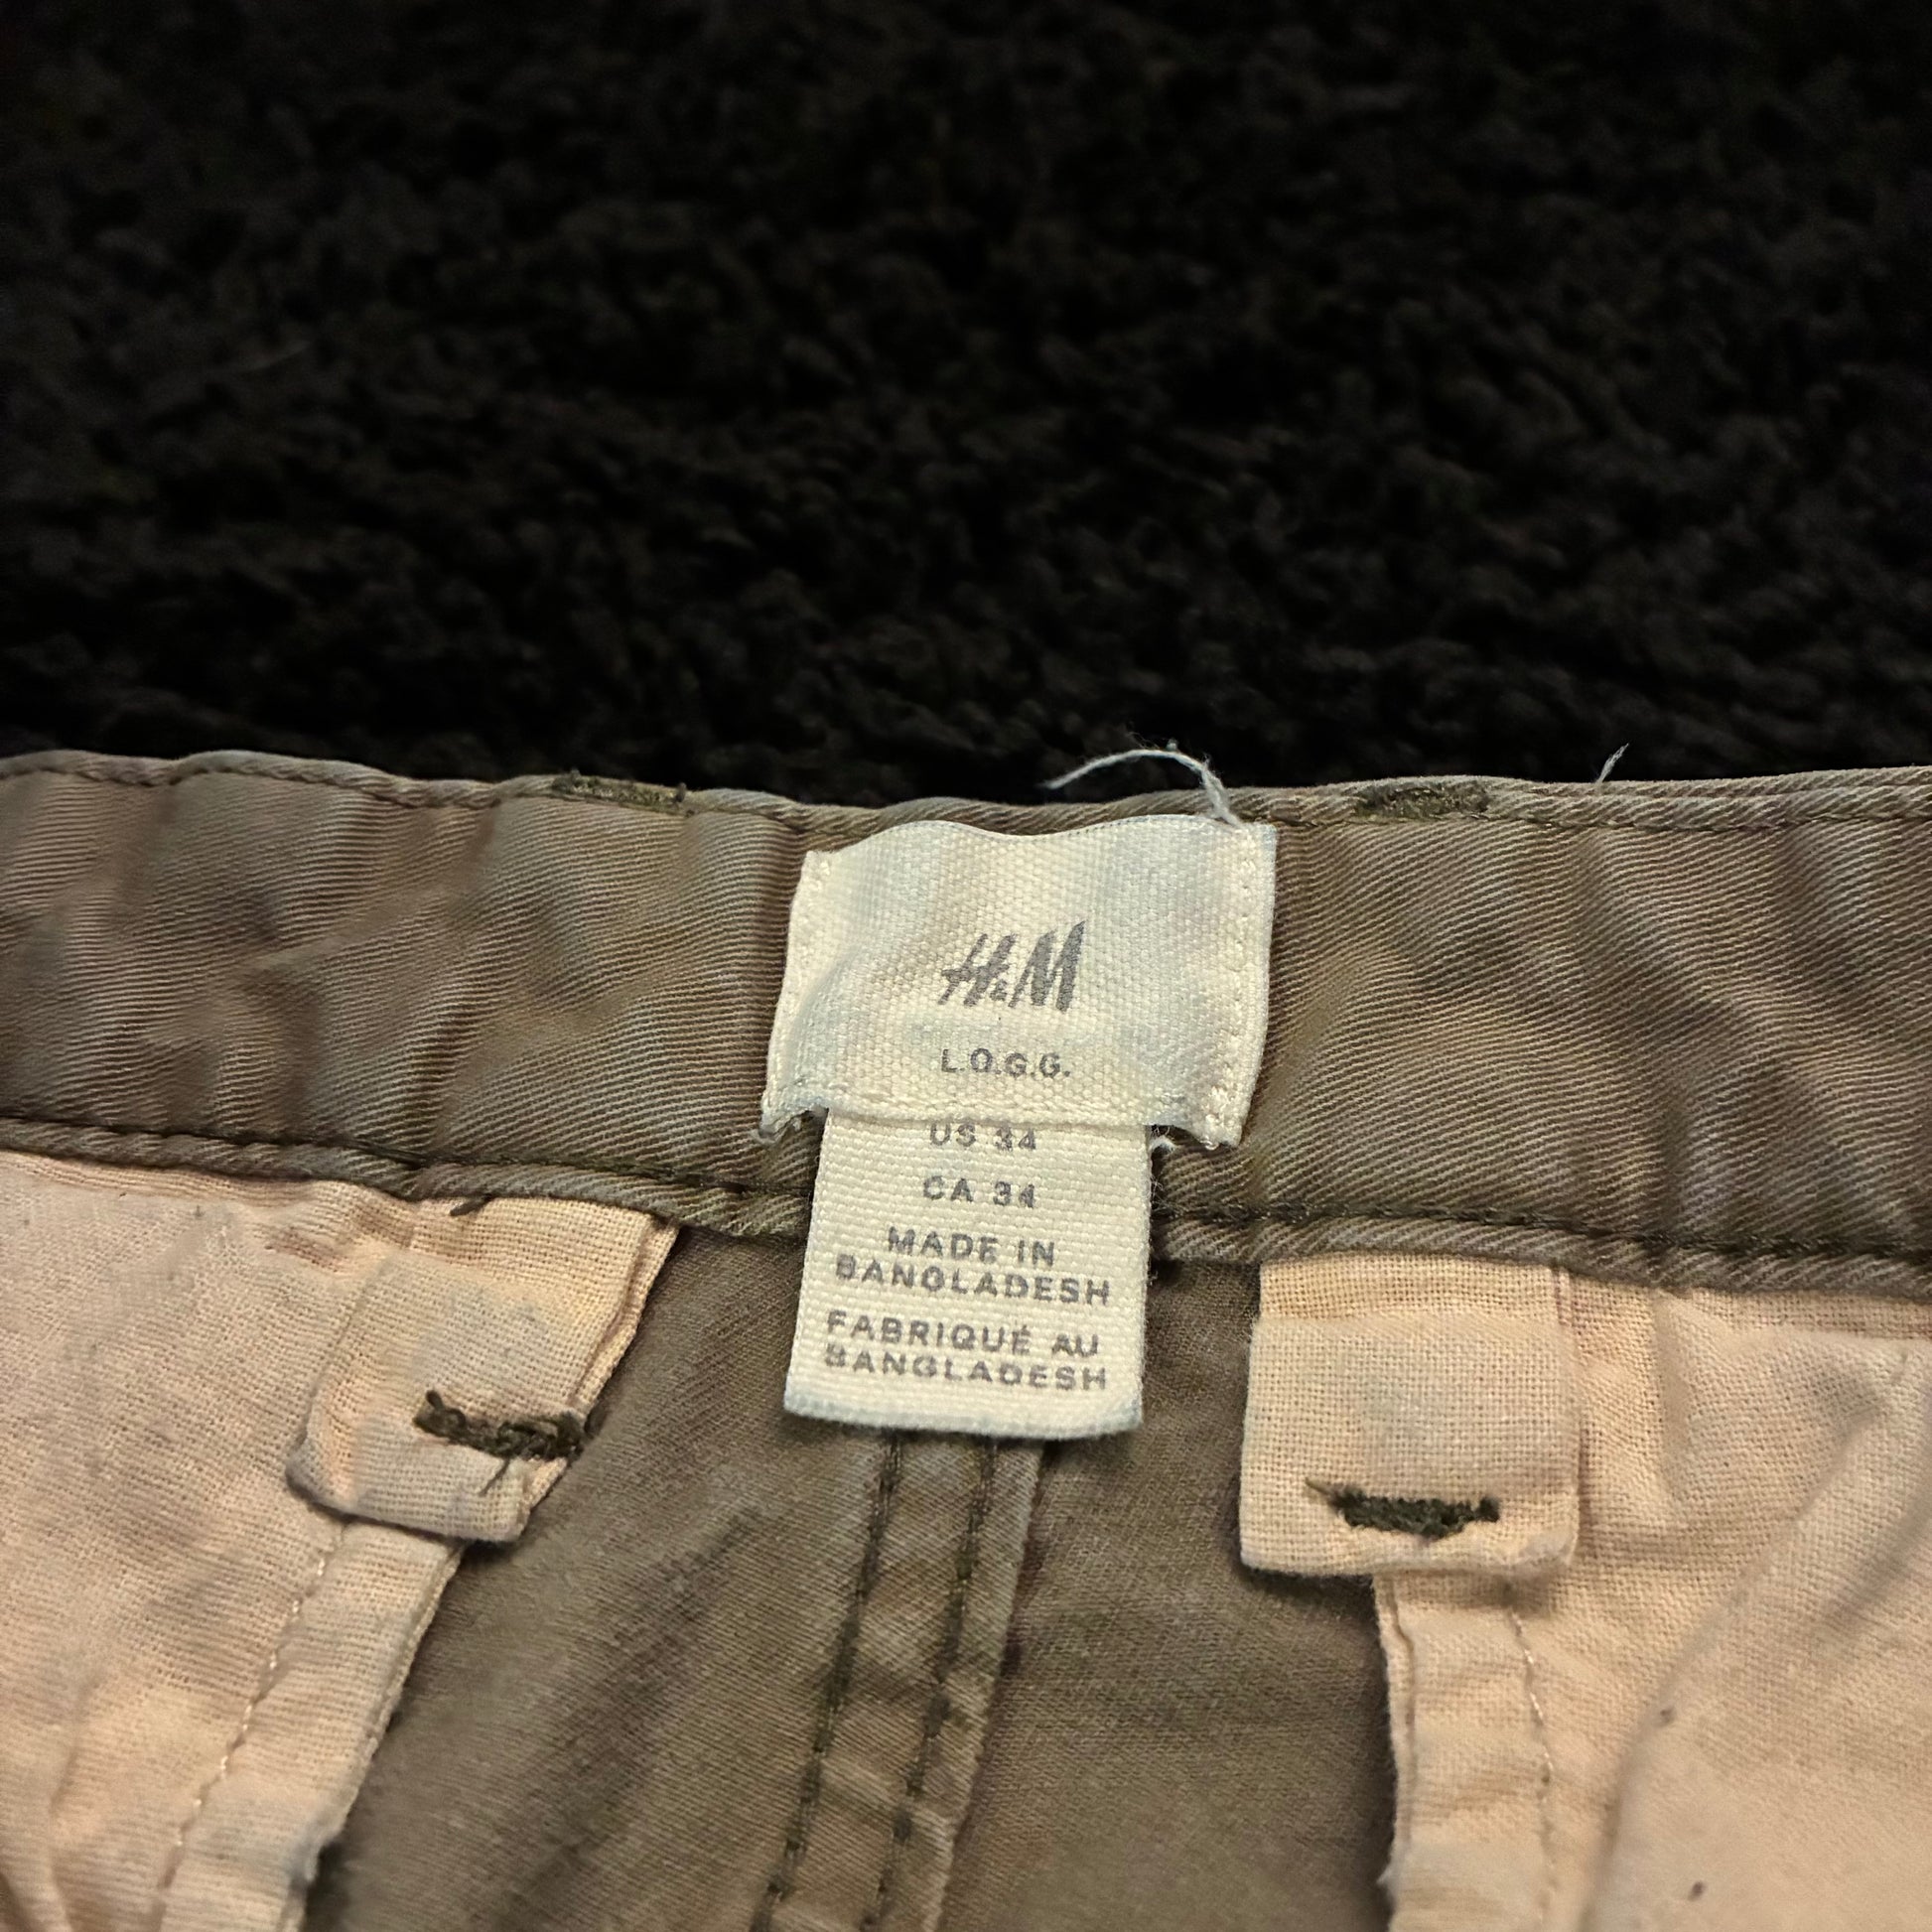 H&M
L.O.G.G.
US 34
CA 34
MADE IN
BANGLADESH
FABRIQUÉ AU
BANGLADESH